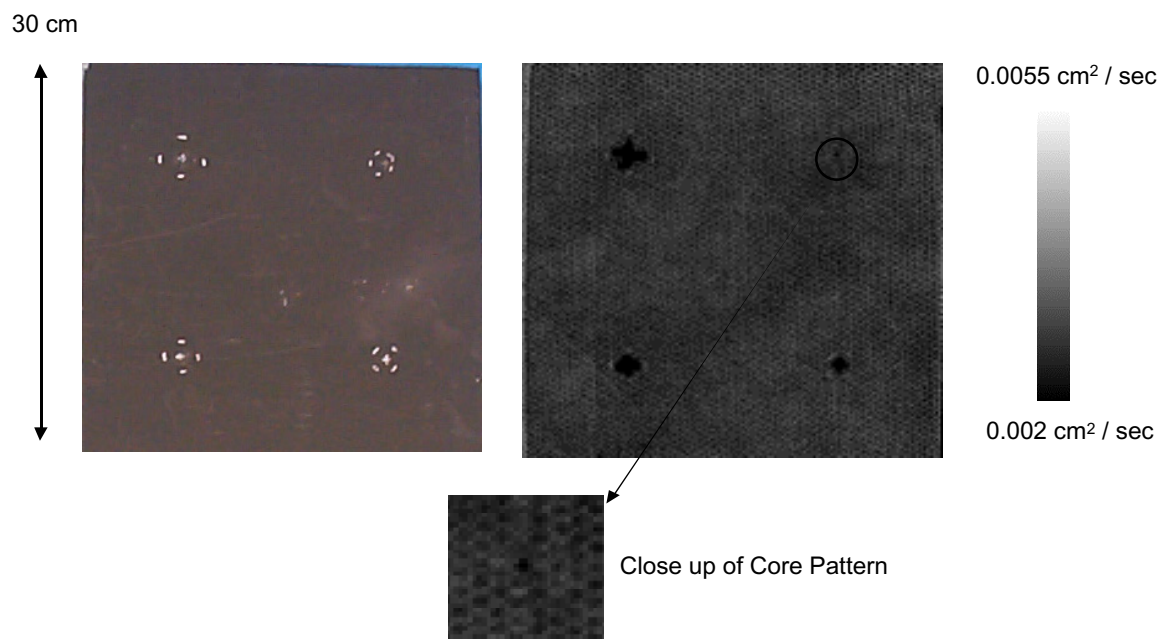 30 cm
0.0055 cm² / sec
0.002 cm² / sec
Close up of Core Pattern